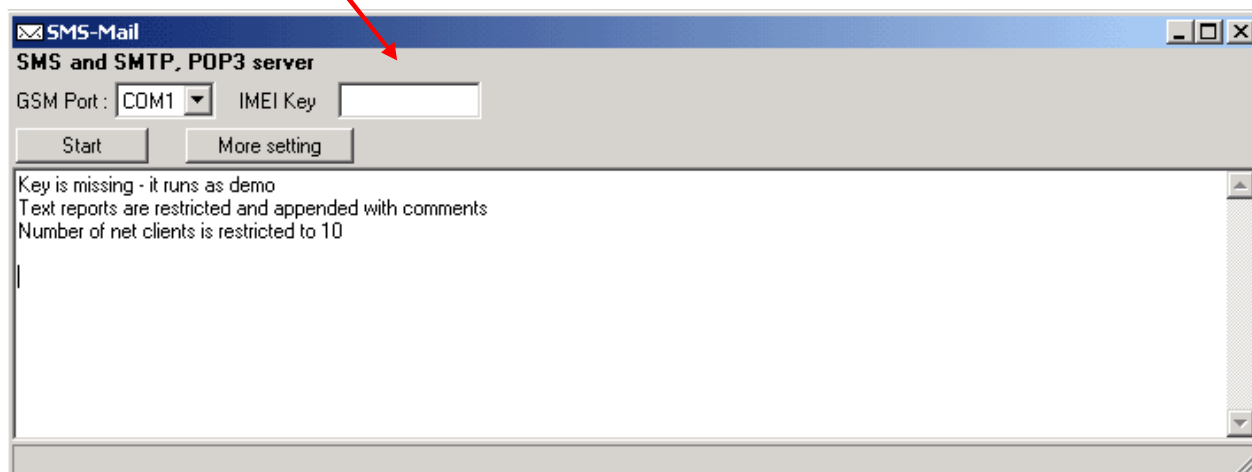 SMS-Mail
SMS and SMTP, POP3 server
GSM Port : COM1 IMEI Key
Start More setting
Key is missing - it runs as demo
Text reports are restricted and appended with comments
Number of net clients is restricted to 10